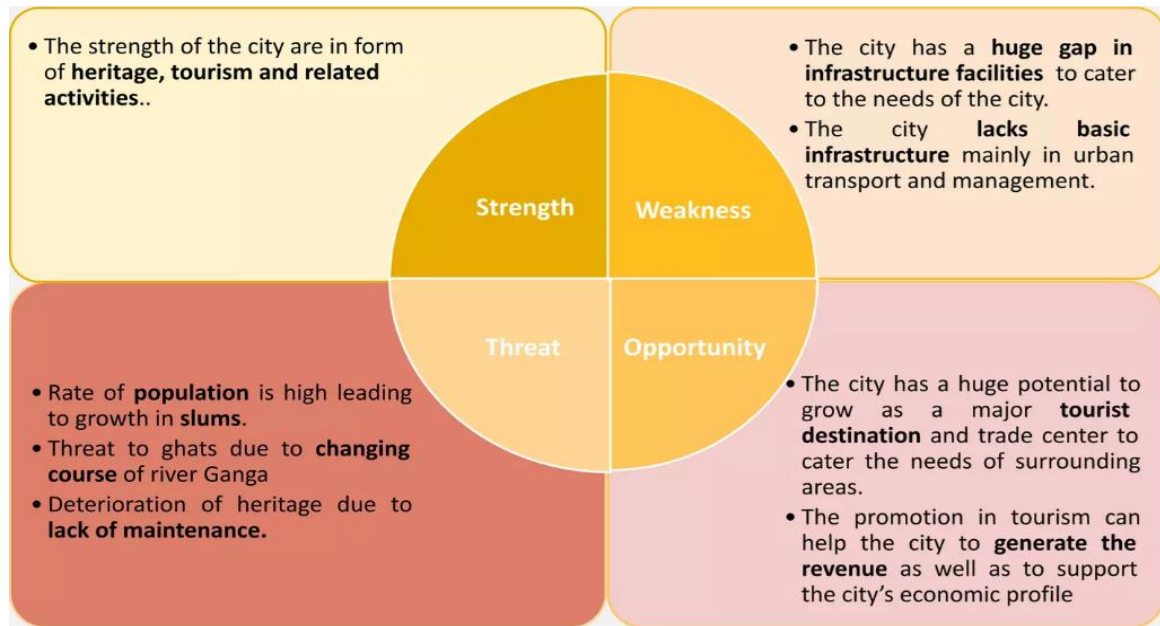 • The strength of the city are in form
of heritage, tourism and related
activities..
• The city has a huge gap in
infrastructure facilities to cater
to the needs of the city.
• The city lacks basic
infrastructure mainly in urban
transport and management.
Strength
Weakness
Threat
Opportunity
• Rate of population is high leading
to growth in slums.
• Threat to ghats due to changing
course of river Ganga
• Deterioration of heritage due to
lack of maintenance.
• The city has a huge potential to
grow as a major tourist
destination and trade center to
cater the needs of surrounding
areas.
• The promotion in tourism can
help the city to generate the
revenue as well as to support
the city’s economic profile